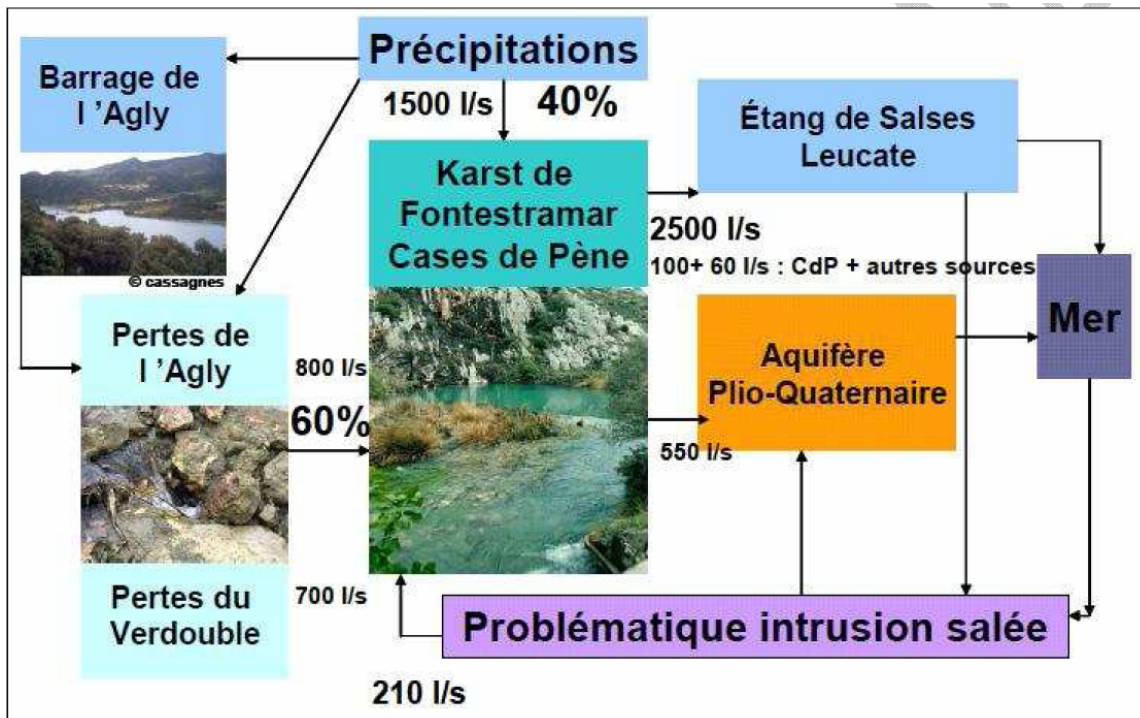 Précipitations
Barrage de
l 'Agly
© cassagnes
1500 l/s
40%
Étang de Salses
Leucate
Karst de
Fontestramar
Cases de Pène
2500 l/s
100+ 60 l/s : CdP + autres sources
Mer
Pertes de
l 'Agly
800 l/s
60%
Aquifère
Plio-Quaternaire
550 l/s
Pertes du
Verdouble
700 l/s
Problématique intrusion salée
210 l/s